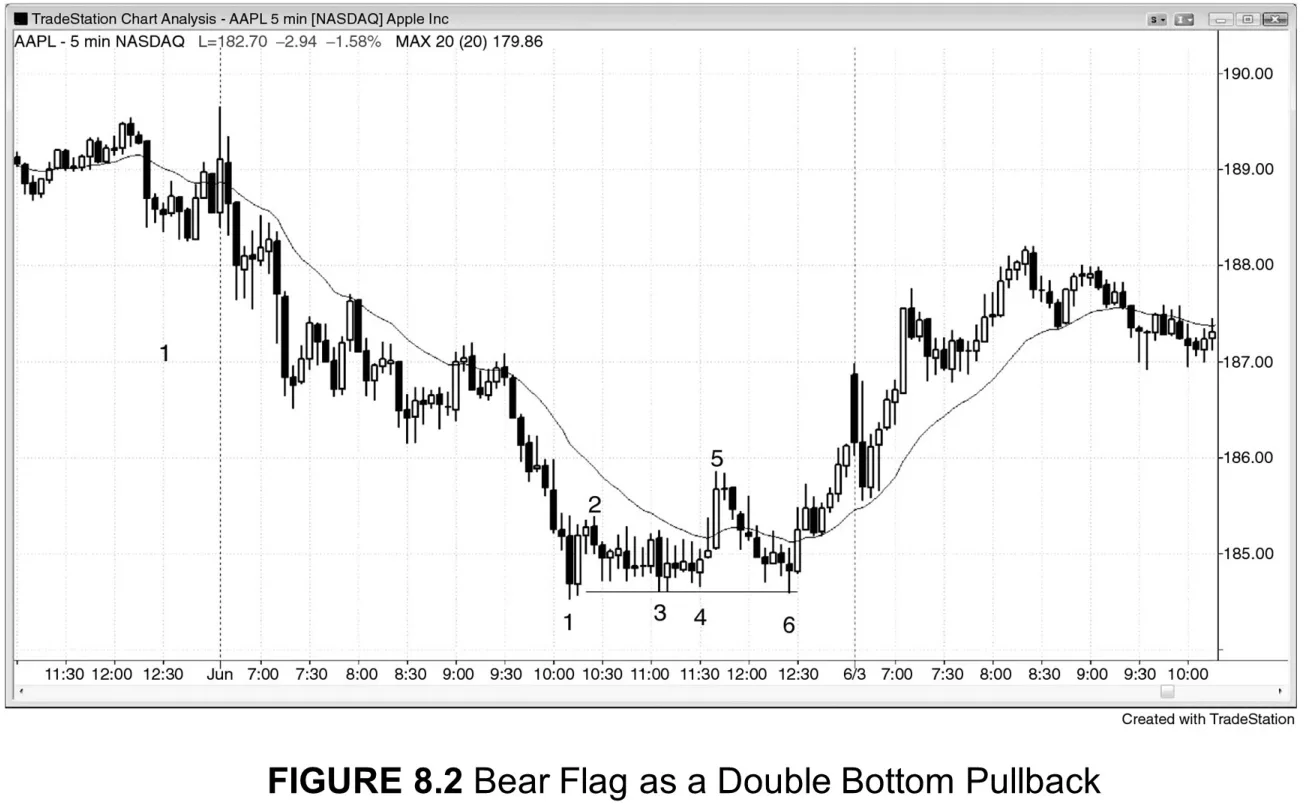 TradeStation Chart Analysis - AAPL 5 min [NASDAQ] Apple Inc
S
AAPL - 5 min NASDAQ L=182.70 −2.94 −1.58% MAX 20 (20) 179.86
190.00
189.00
188.00
1
187.00
5
186.00
2
185.00
1
3
4
6
11:30 12:00 12:30 Jun 7:00 7:30 8:00 8:30 9:00 9:30 10:00 10:30 11:00 11:30 12:00 12:30 6/3 7:00 7:30 8:00 8:30 9:00 9:30 10:00
Created with TradeStation
FIGURE 8.2 Bear Flag as a Double Bottom Pullback